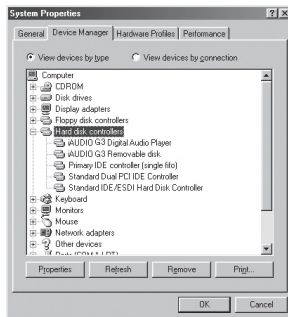 System Properties
General Device Manager Hardware Profiles Performance
View devices by type View devices by connection
Computer
CDROM
Disk drives
Display adapters
Floppy disk controllers
Hard disk controllers
iAUDIO G3 Digital Audio Player
iAUDIO G3 Removable disk
Primary IDE controller (single fifo)
Standard Dual PCI IDE Controller
Standard IDE/ESDI Hard Disk Controller
Keyboard
Monitors
Mouse
Network adapters
Other devices
Ports (COM & LPT)
Properties Refresh Remove Print...
OK Cancel